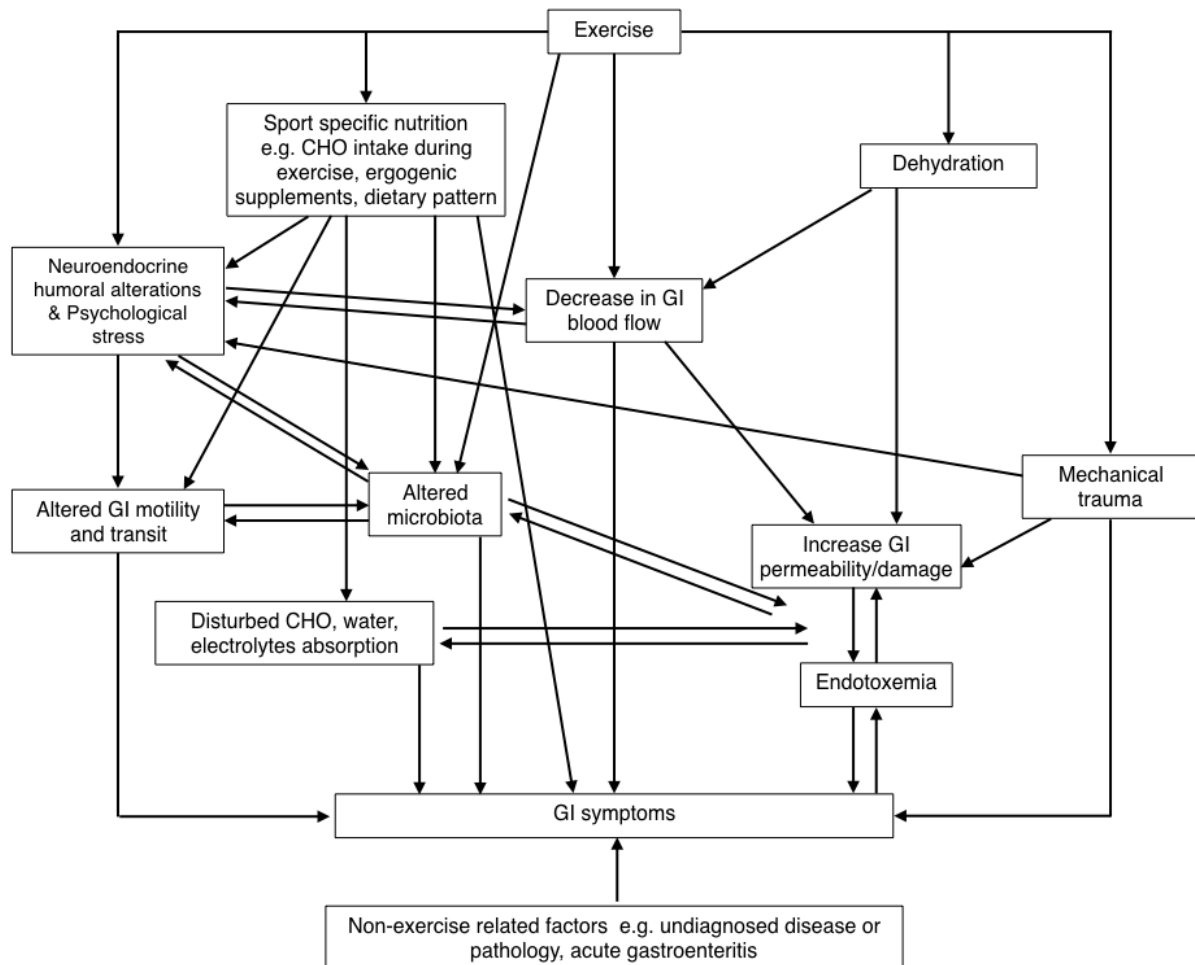 Exercise
Sport specific nutrition
e.g. CHO intake during
exercise, ergogenic
supplements, dietary pattern
Dehydration
Neuroendocrine
humoral alterations
& Psychological
stress
Decrease in GI
blood flow
Mechanical
trauma
Altered GI motility
and transit
Altered
microbiota
Increase GI
permeability/damage
Disturbed CHO, water,
electrolytes absorption
Endotoxemia
GI symptoms
Non-exercise related factors e.g. undiagnosed disease or
pathology, acute gastroenteritis